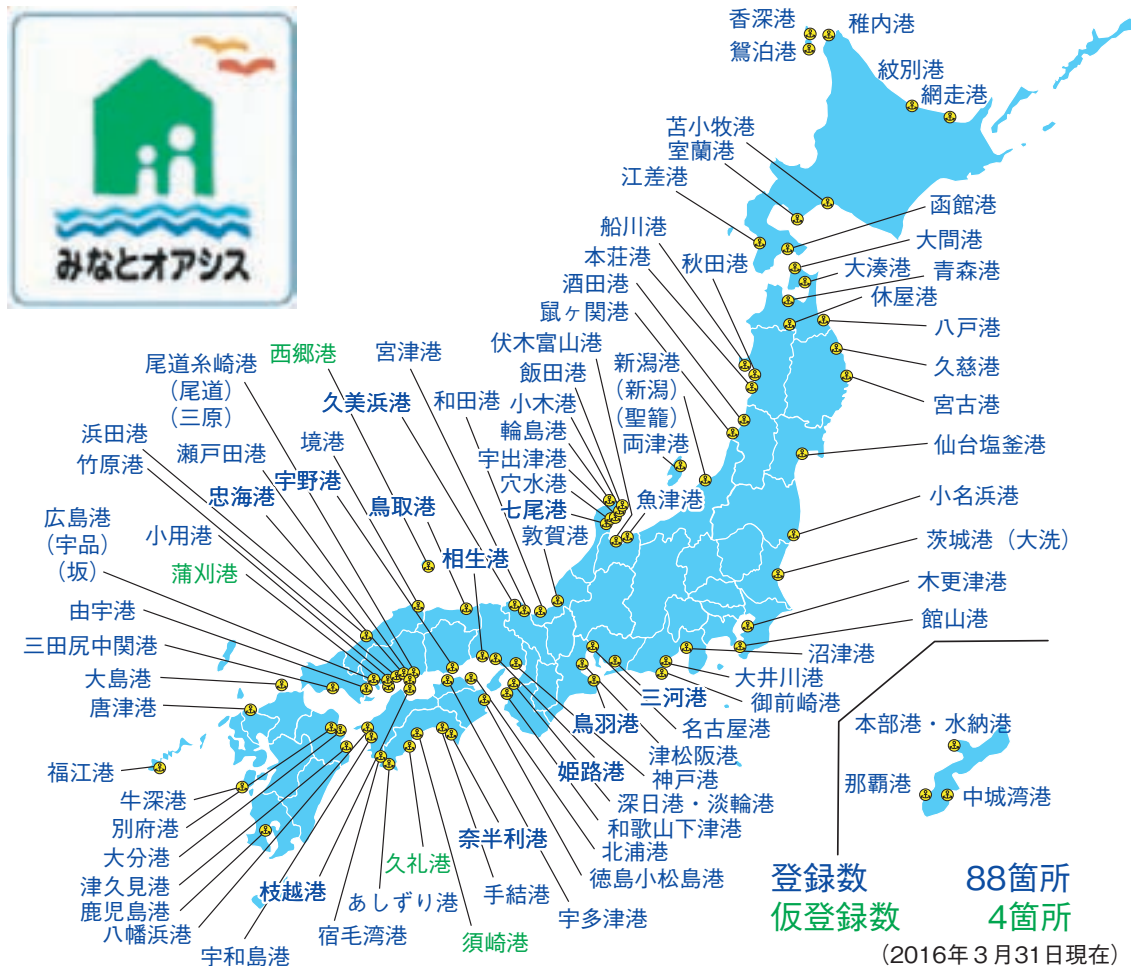 みなとオアシス
香深港
稚内港
鴛泊港
紋別港
網走港
苫小牧港
室蘭港
江差港
函館港
船川港
大間港
本荘港
秋田港
大湊港
酒田港
青森港
鼠ヶ関港
休屋港
八戸港
久慈港
宮古港
仙台塩釜港
小名浜港
茨城港（大洗）
木更津港
館山港
伏木富山港
新潟港
（新潟）
（聖籠）
両津港
飯田港
小木港
輪島港
宇出津港
穴水港
七尾港
魚津港
敦賀港
西郷港
宮津港
尾道糸崎港
（尾道）
（三原）
久美浜港
和田港
浜田港
瀬戸田港
境港
竹原港
宇野港
忠海港
鳥取港
広島港
（宇品）
（坂）
小用港
相生港
蒲刈港
由宇港
三田尻中関港
大島港
唐津港
福江港
牛深港
別府港
大分港
津久見港
鹿児島港
八幡浜港
宇和島港
枝越港
宿毛湾港
あしずり港
久礼港
須崎港
奈半利港
手結港
宇多津港
徳島小松島港
北浦港
和歌山下津港
深日港・淡輪港
姫路港
神戸港
津松阪港
鳥羽港
名古屋港
三河港
御前崎港
大井川港
沼津港
本部港・水納港
那覇港
中城湾港
登録数 88箇所
仮登録数 4箇所
（2016年３月31日現在）